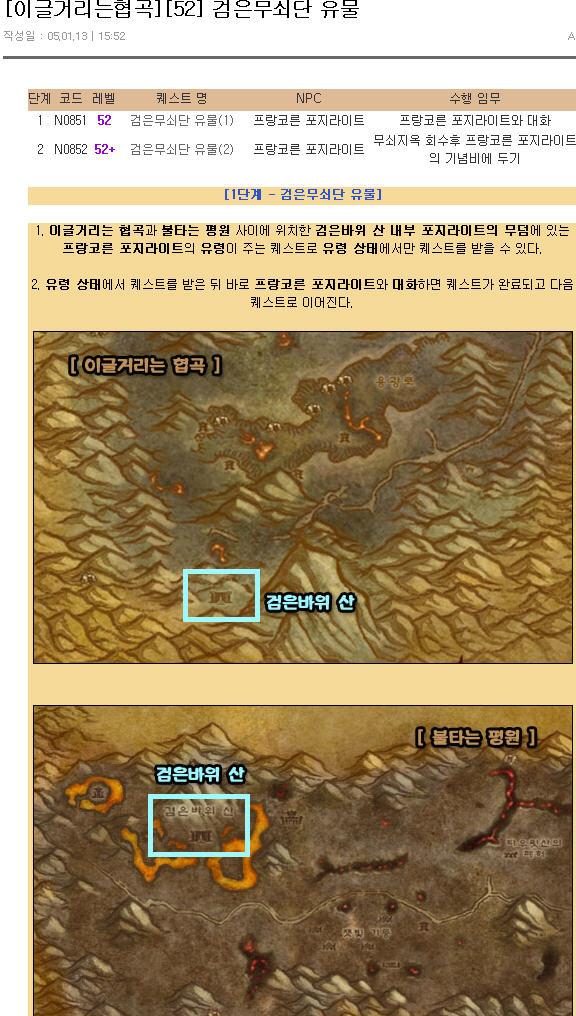 [이글거리는협곡][52] 검은무쇠단 유물
작성일 : 05,01,13 | 15:52 A
단계 코드 레벨 퀘스트 명 NPC 수행 임무
1 N0851 52 검은무쇠단 유물(1) 프랑코른 포지라이트 프랑코른 포지라이트와 대화
2 N0852 52+ 검은무쇠단 유물(2) 프랑코른 포지라이트 무쇠지옥 회수후 프랑코른 포지라이트
의 기념비에 두기
[1단계 - 검은무쇠단 유물]
1. 이글거리는 협곡과 불타는 평원 사이에 위치한 검은바위 산 내부 포지라이트의 무덤에 있는
프랑코른 포지라이트의 유령이 주는 퀘스트로 유령 상태에서만 퀘스트를 받을 수 있다.
2. 유령 상태에서 퀘스트를 받은 뒤 바로 프랑코른 포지라이트와 대화하면 퀘스트가 완료되고 다음
퀘스트로 이어진다.
[ 이글거리는 협곡 ]
용광로
검은바위 산
[ 불타는 평원 ]
검은바위 산
검은바위 산
잿빛 기둥